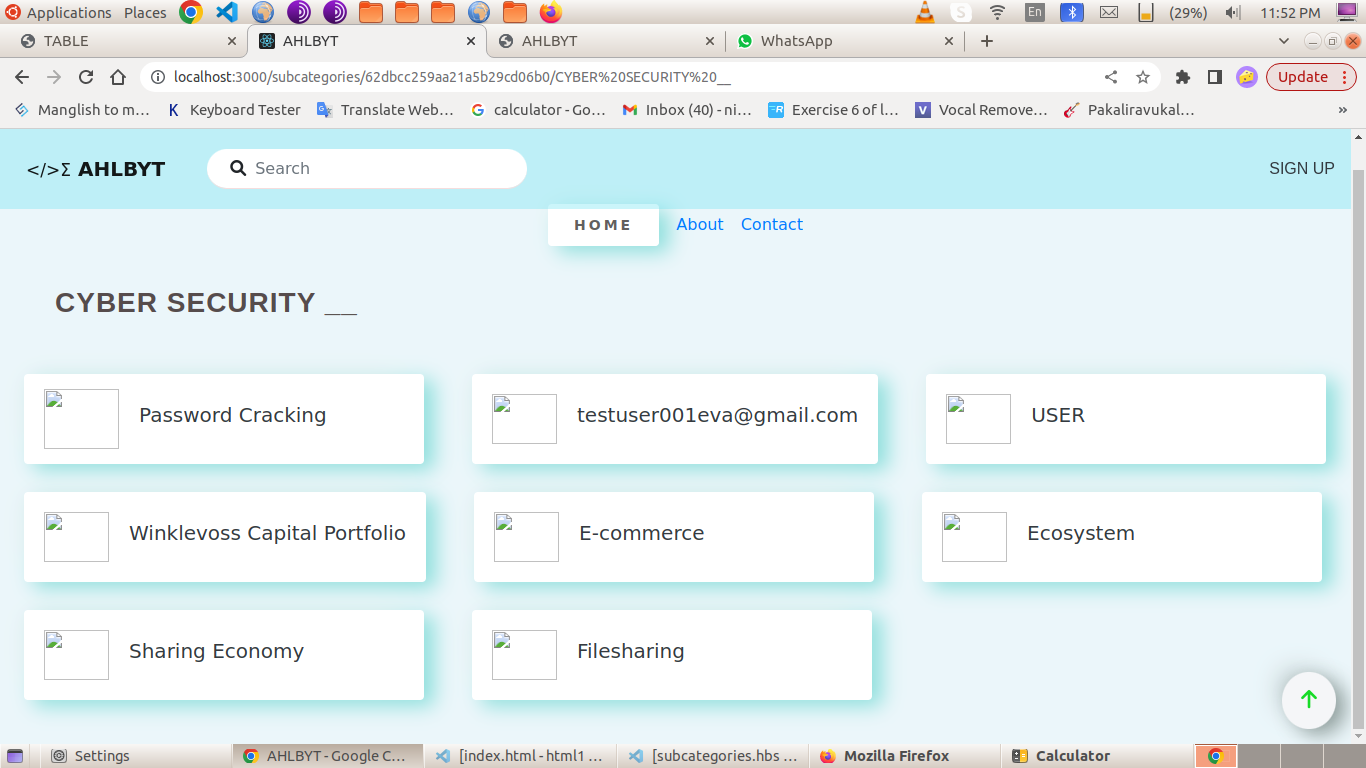 Applications Places En (29%) 11:52 PM
TABLE AHLBYT AHLBYT WhatsApp
localhost:3000/subcategories/62dbcc259aa21a5b29cd06b0/CYBER%20SECURITY%20__ Update
Manglish to m… K Keyboard Tester Translate Web… calculator - Go… Inbox (40) - ni… Exercise 6 of l… V Vocal Remove… Pakaliravukal… »
</>Σ AHLBYT Search SIGN UP
HOME About Contact
CYBER SECURITY __
Password Cracking testuser001eva@gmail.com USER
Winklevoss Capital Portfolio E-commerce Ecosystem
Sharing Economy Filesharing
Settings AHLBYT - Google C… [index.html - html1 … [subcategories.hbs … Mozilla Firefox Calculator